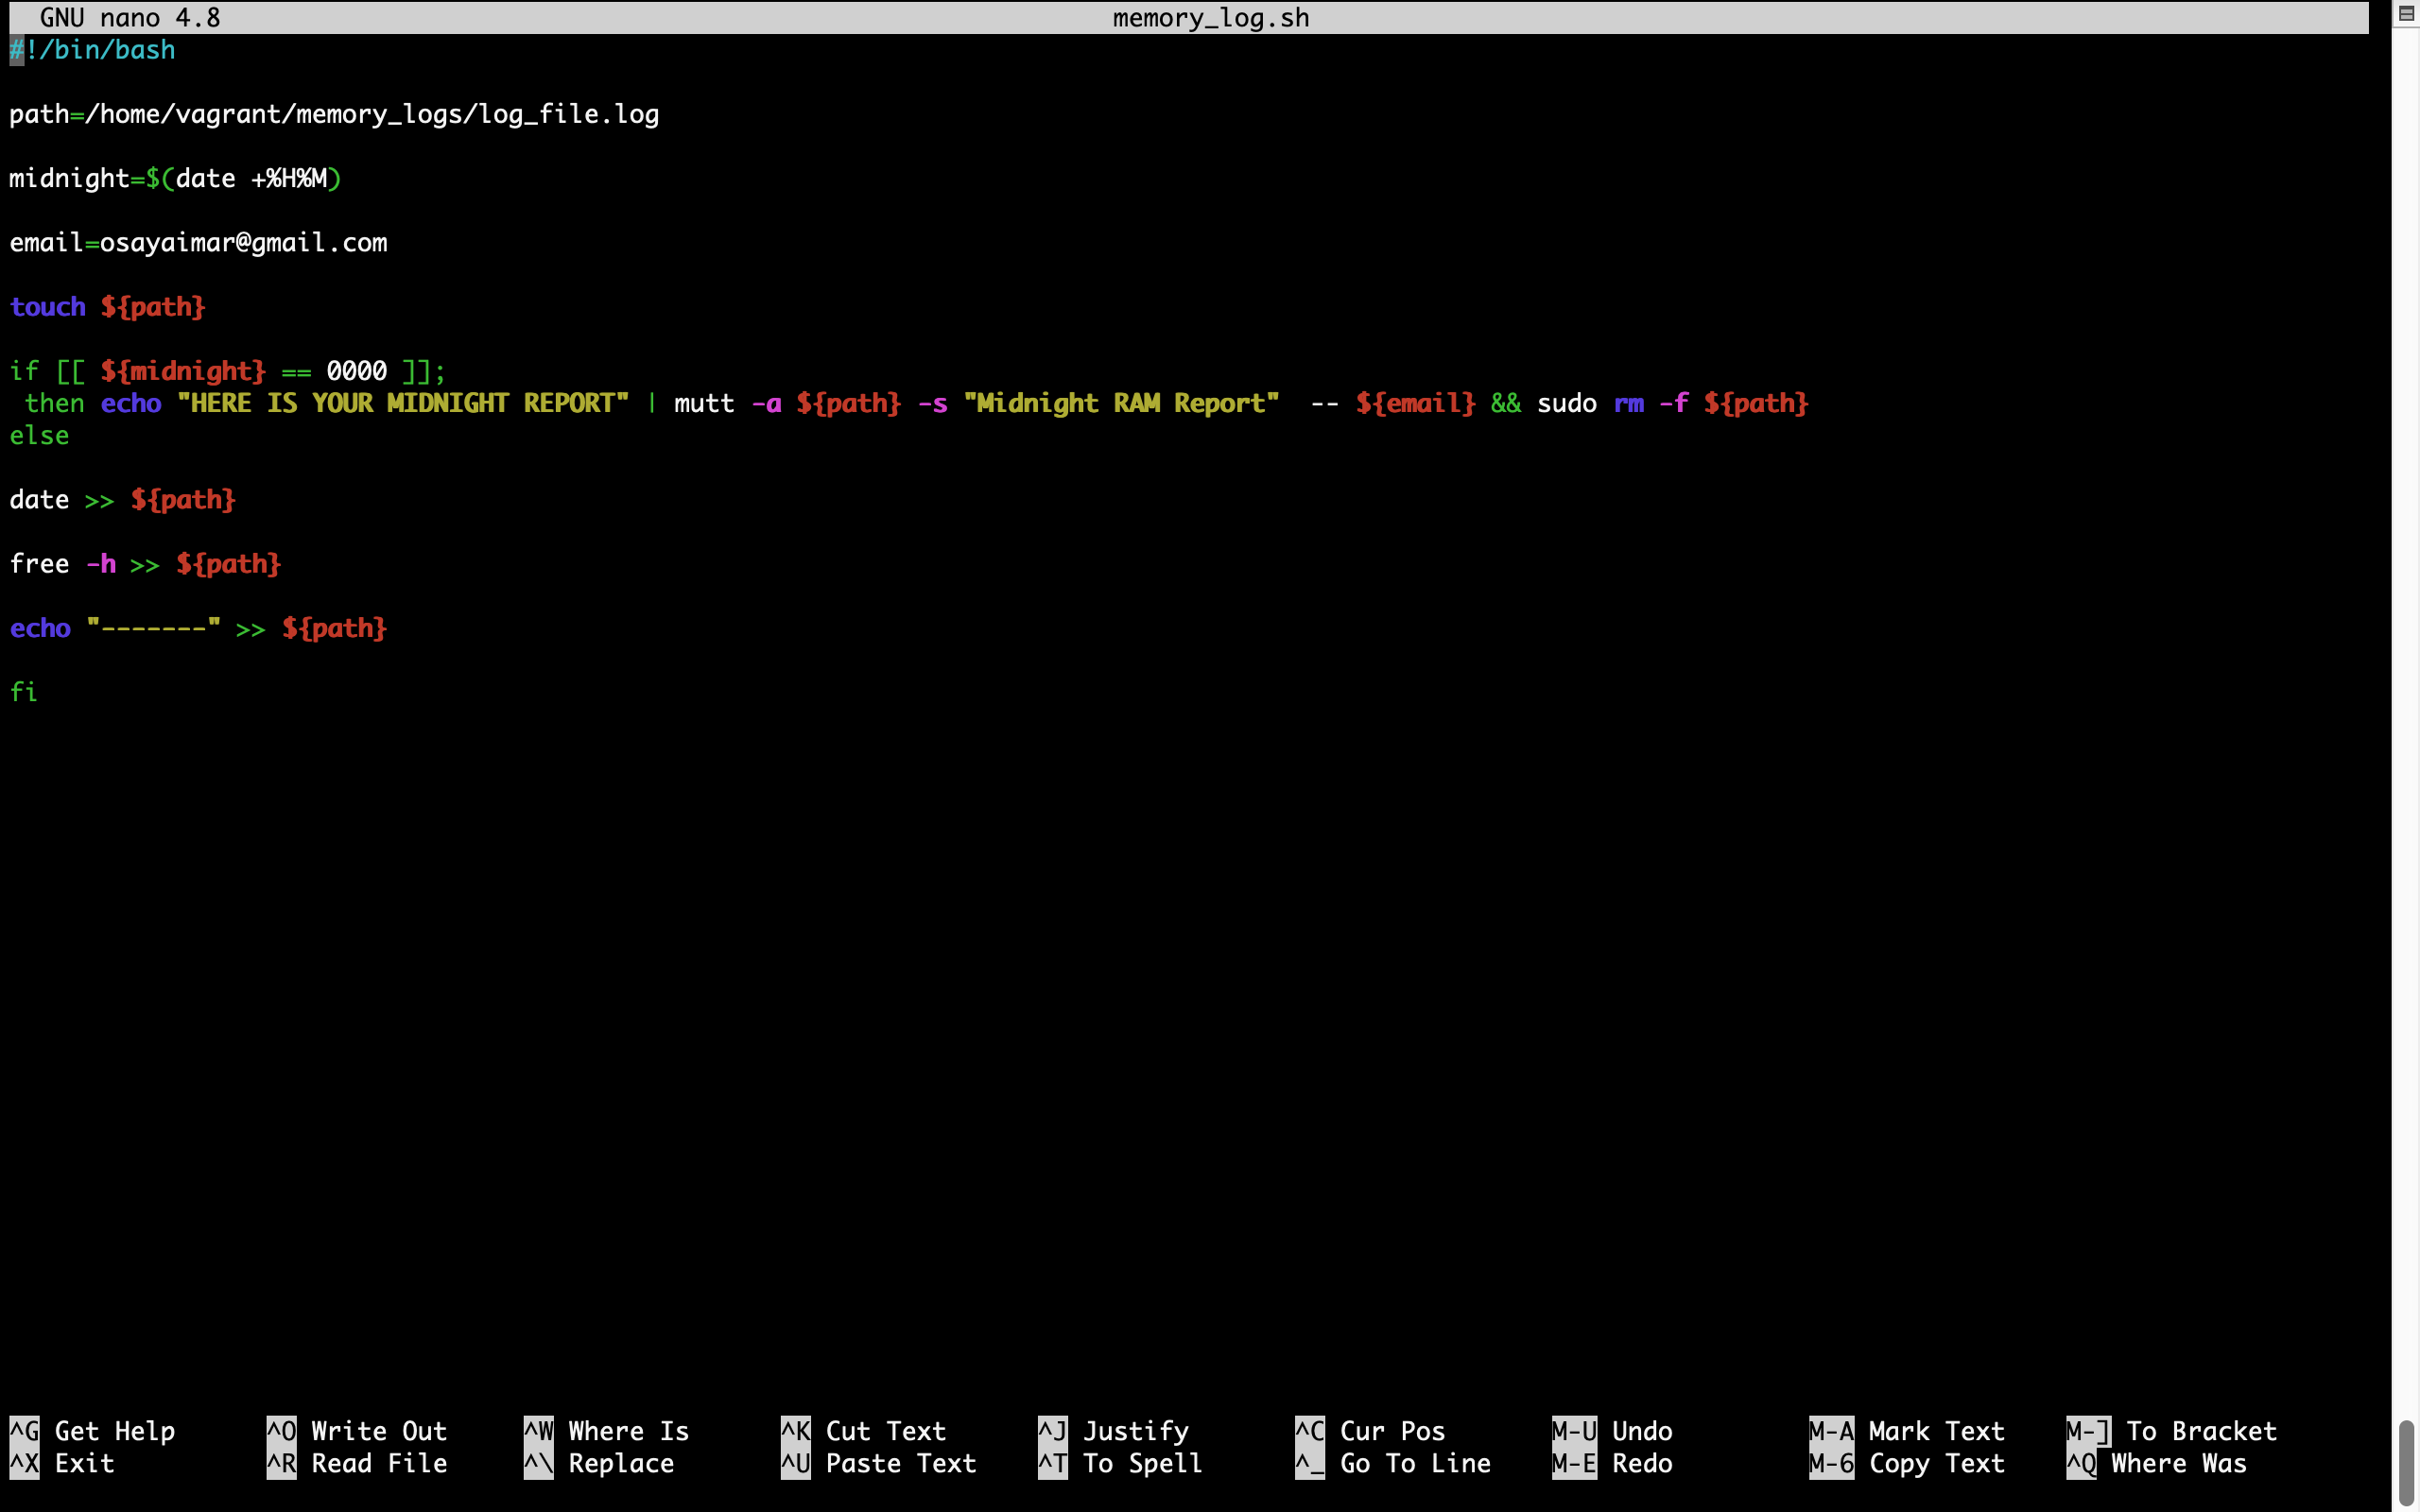 GNU nano 4.8 memory_log.sh
#!/bin/bash
path=/home/vagrant/memory_logs/log_file.log
midnight=$(date +%H%M)
email=osayaimar@gmail.com
touch ${path}
if [[ ${midnight} == 0000 ]];
 then echo "HERE IS YOUR MIDNIGHT REPORT" | mutt -a ${path} -s "Midnight RAM Report"  -- ${email} && sudo rm -f ${path}
else
date >> ${path}
free -h >> ${path}
echo "-------" >> ${path}
fi
^G Get Help ^O Write Out ^W Where Is ^K Cut Text ^J Justify ^C Cur Pos M-U Undo M-A Mark Text M-] To Bracket
^X Exit ^R Read File ^\ Replace ^U Paste Text ^T To Spell ^_ Go To Line M-E Redo M-6 Copy Text ^Q Where Was